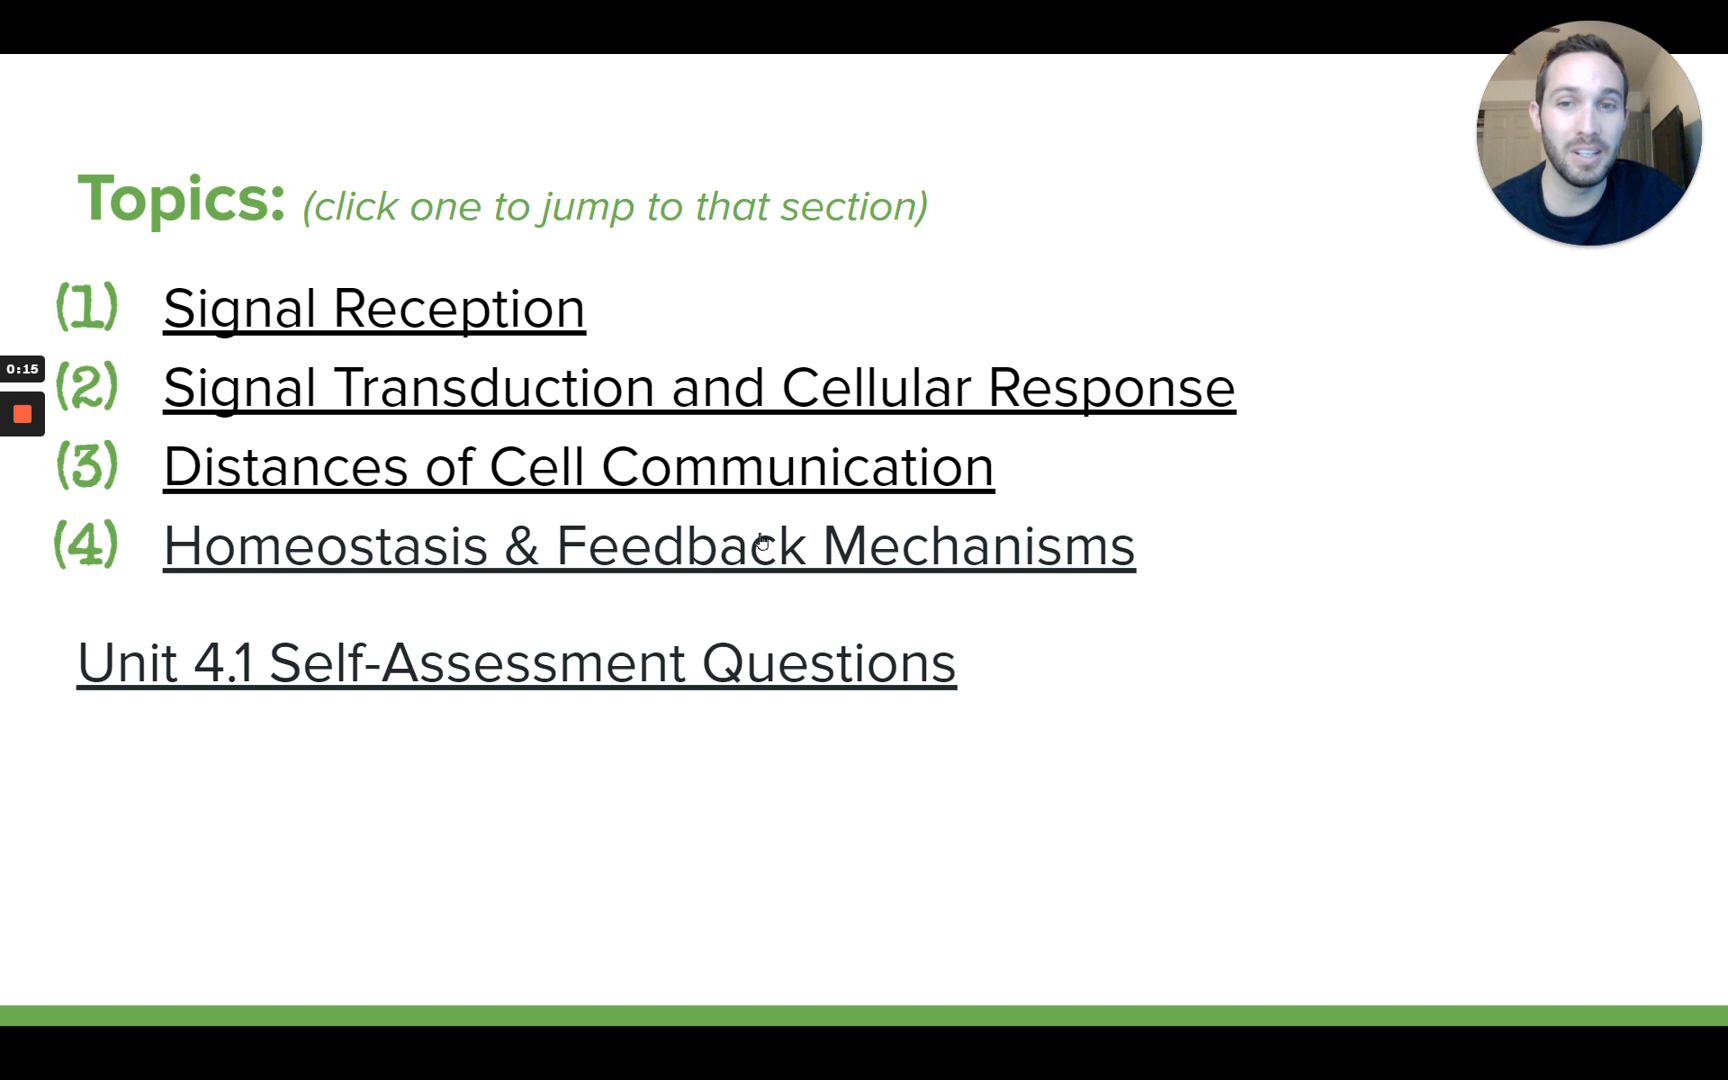 Topics: (click one to jump to that section)
(1) Signal Reception
0:15
(2) Signal Transduction and Cellular Response
(3) Distances of Cell Communication
(4) Homeostasis & Feedback Mechanisms
Unit 4.1 Self-Assessment Questions